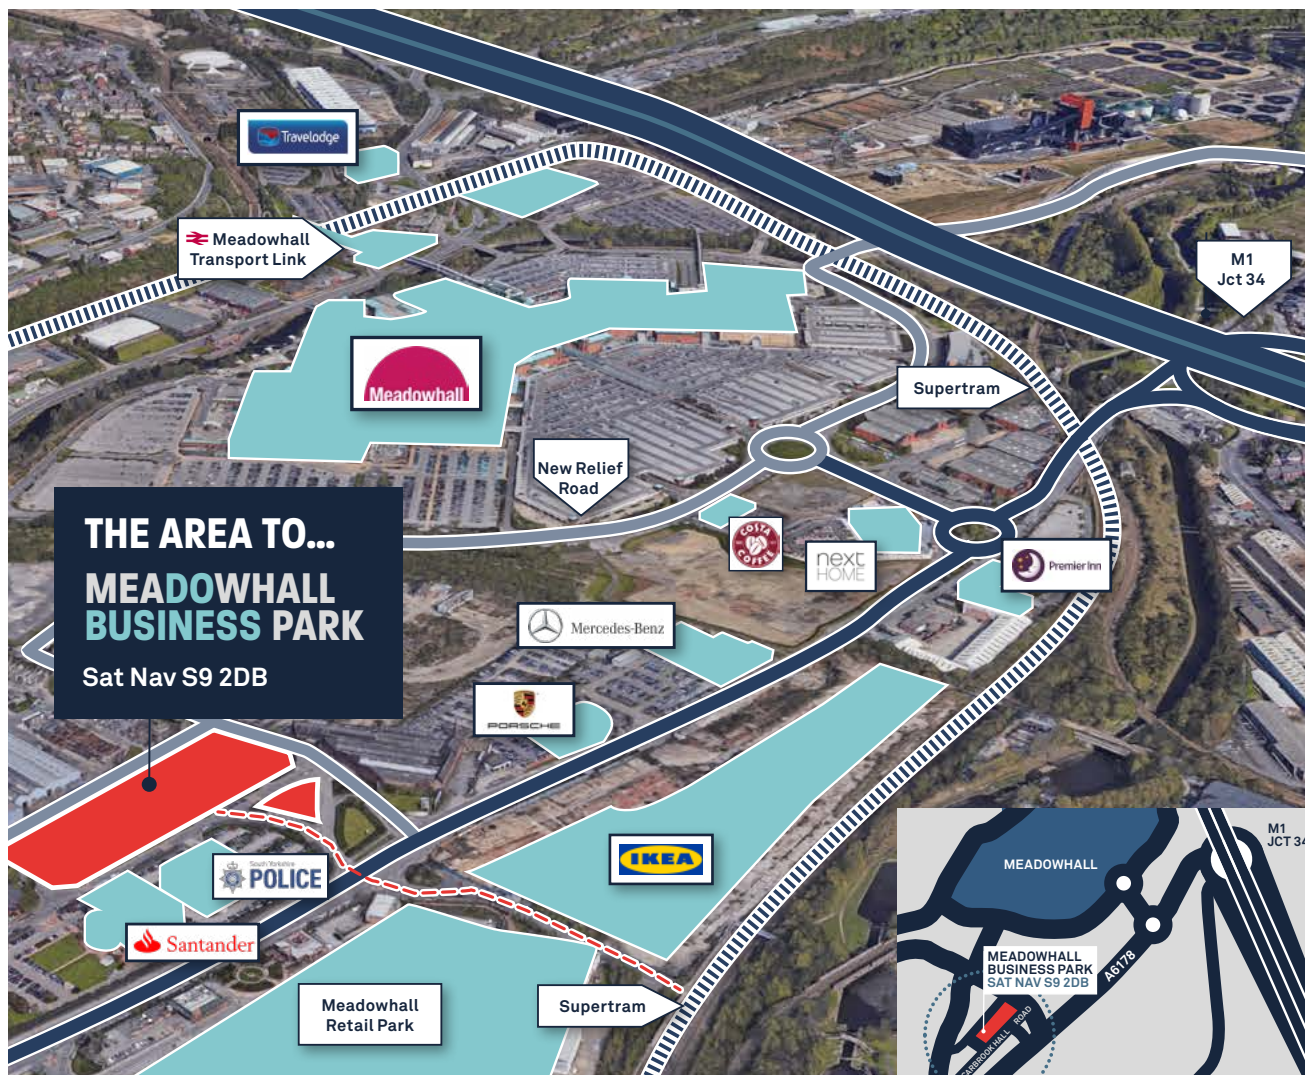 Travelodge
Meadowhall
Transport Link
M1
Jct 34
Meadowhall
Supertram
New Relief
Road
THE AREA TO...
MEADOWHALL
BUSINESS PARK
Sat Nav S9 2DB
COSTA
COFFEE
next
HOME
Premier Inn
Mercedes-Benz
PORSCHE
IKEA
South Yorkshire
POLICE
Santander
Meadowhall
Retail Park
Supertram
MEADOWHALL
M1
JCT 34
MEADOWHALL
BUSINESS PARK
SAT NAV S9 2DB
A6178
CARBROOK HALL ROAD